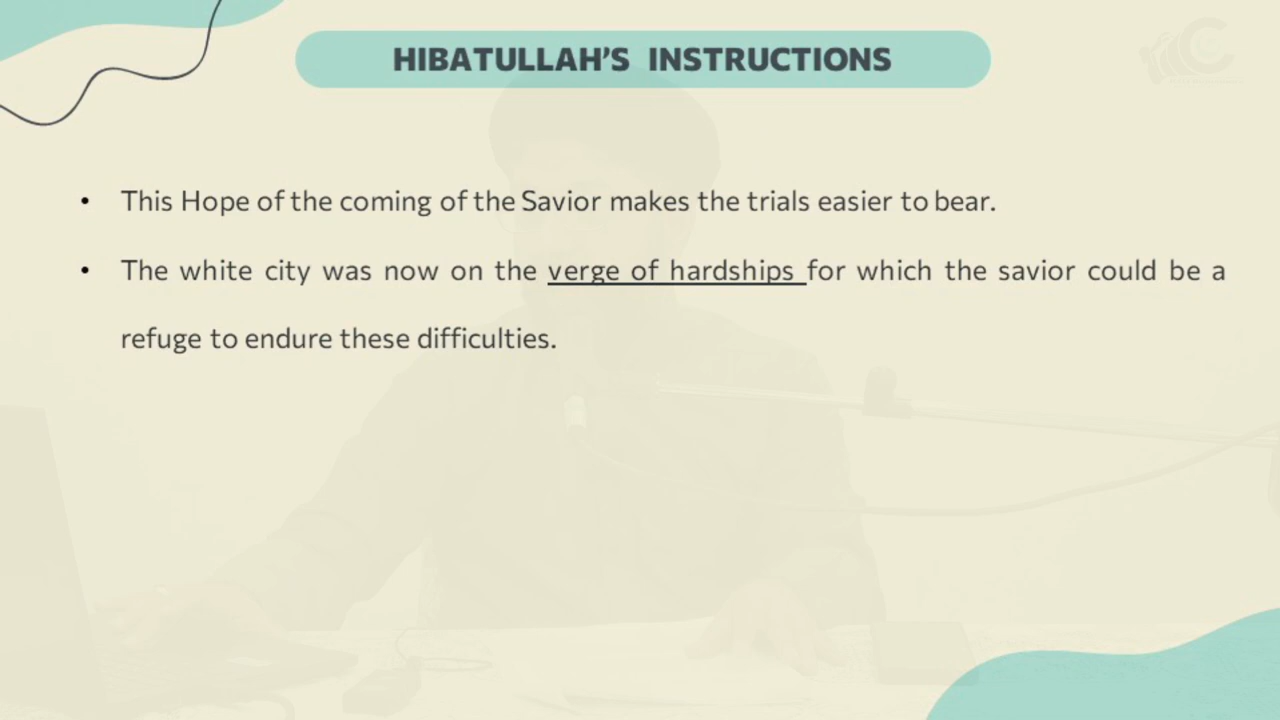 HIBATULLAH’S INSTRUCTIONS
• This Hope of the coming of the Savior makes the trials easier to bear.
• The white city was now on the verge of hardships for which the savior could be a
refuge to endure these difficulties.